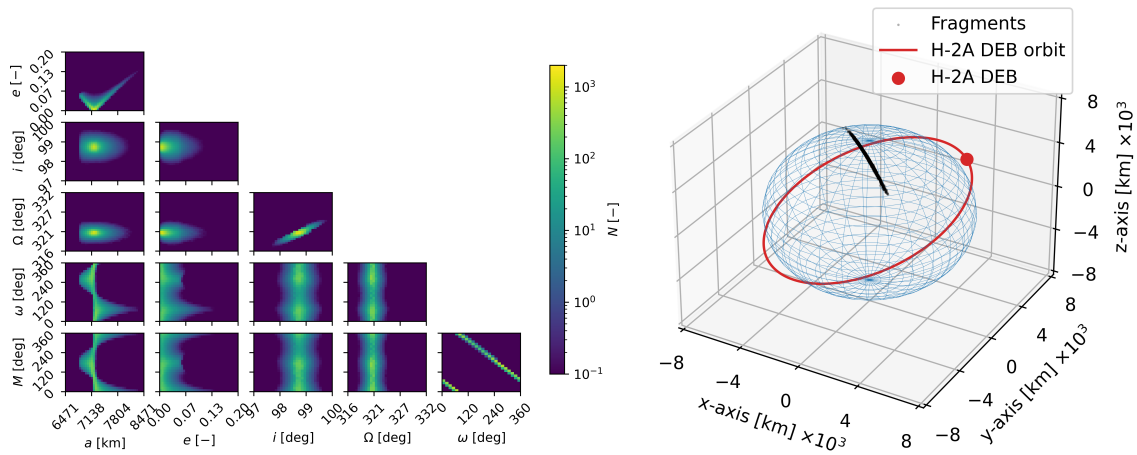 e [−]
0.20
0.13
0.07
0.00
i [deg]
100
99
98
97
Ω [deg]
332
327
321
316
ω [deg]
360
240
120
0
M [deg]
360
240
120
0
6471 7138 7804 8471
a [km]
0.00 0.07 0.13 0.20
e [−]
97 98 99 100
i [deg]
316 321 327 332
Ω [deg]
0 120 240 360
ω [deg]
10³
10²
10¹
10⁰
10⁻¹
N [−]
Fragments
H-2A DEB orbit
H-2A DEB
8
4
0
−4
−8
z-axis [km] ×10³
−8 −4 0 4 8
x-axis [km] ×10³
8
4
0
−4
−8
y-axis [km] ×10³